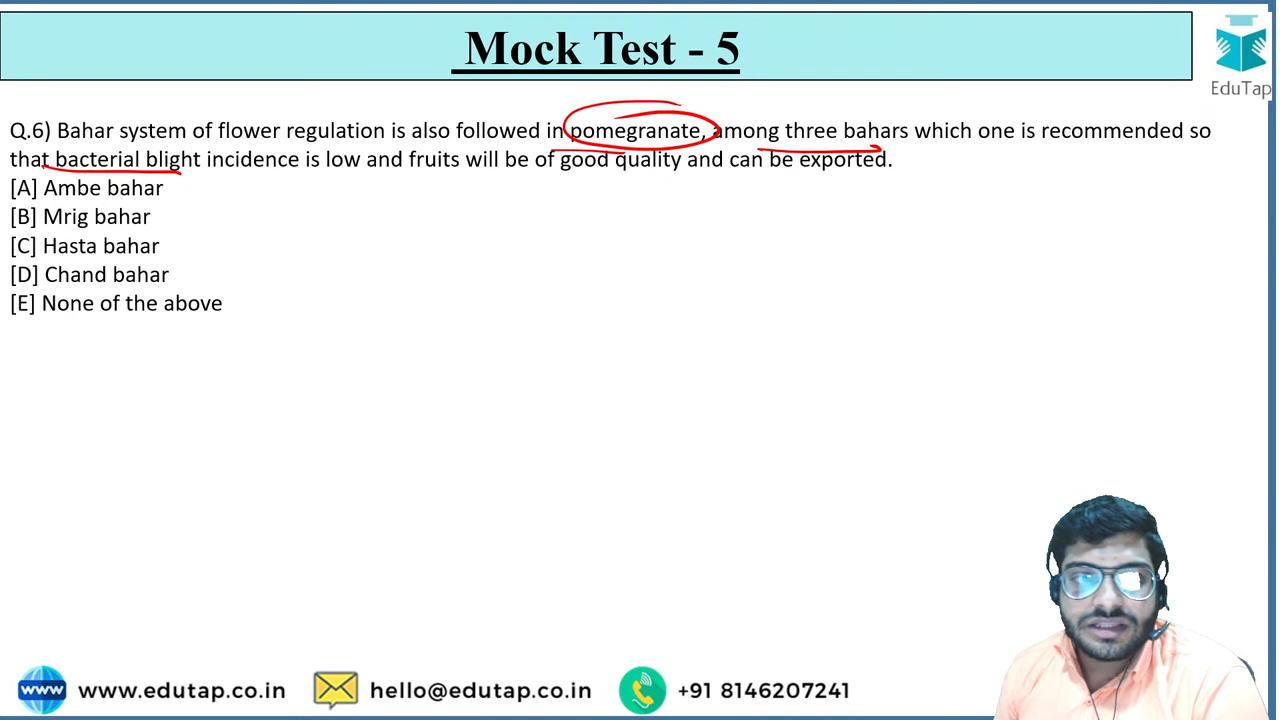 Mock Test - 5
EduTap
Q.6) Bahar system of flower regulation is also followed in pomegranate, among three bahars which one is recommended so
that bacterial blight incidence is low and fruits will be of good quality and can be exported.
[A] Ambe bahar
[B] Mrig bahar
[C] Hasta bahar
[D] Chand bahar
[E] None of the above
www www.edutap.co.in hello@edutap.co.in +91 8146207241